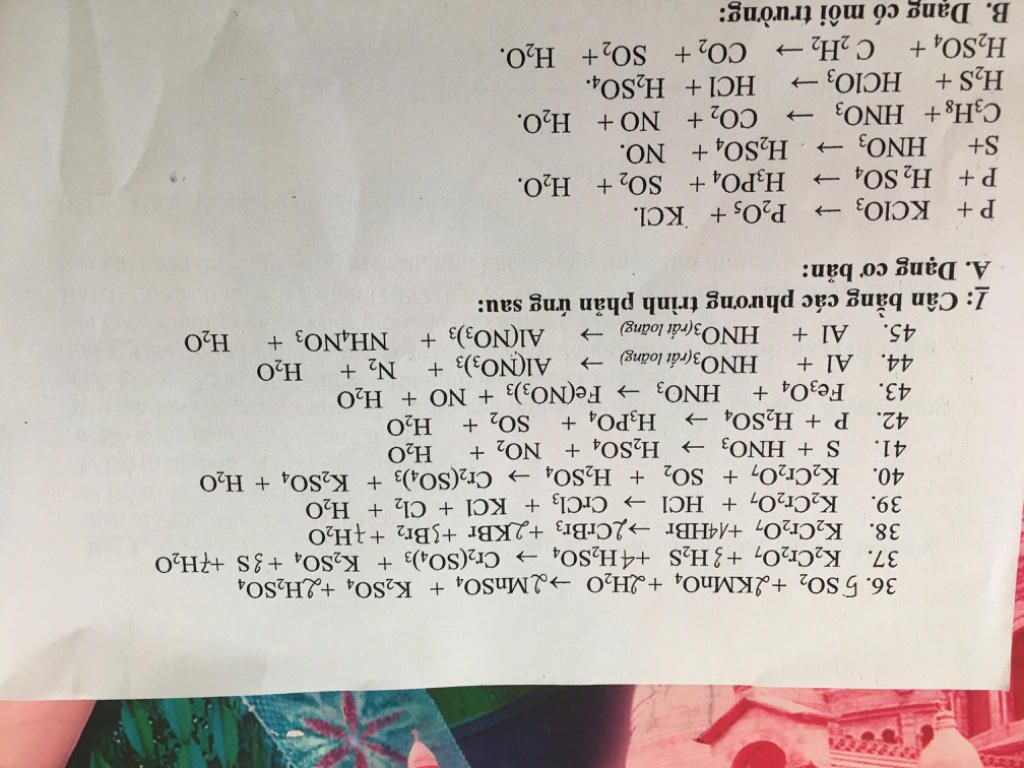 36. 5 SO₂ + 2KMnO₄ + 2H₂O → 2MnSO₄ + K₂SO₄ + 2H₂SO₄
37. K₂Cr₂O₇ + 3H₂S + 4H₂SO₄ → Cr₂(SO₄)₃ + K₂SO₄ + 3S + 7H₂O
38. K₂Cr₂O₇ + 14HBr → 2CrBr₃ + 2KBr + 3Br₂ + 7H₂O
39. K₂Cr₂O₇ + HCl → CrCl₃ + KCl + Cl₂ + H₂O
40. K₂Cr₂O₇ + SO₂ + H₂SO₄ → Cr₂(SO₄)₃ + K₂SO₄ + H₂O
41. S + HNO₃ → H₂SO₄ + NO₂ + H₂O
42. P + H₂SO₄ → H₃PO₄ + SO₂ + H₂O
43. Fe₃O₄ + HNO₃ → Fe(NO₃)₃ + NO + H₂O
44. Al + HNO₃(rất loãng) → Al(NO₃)₃ + N₂ + H₂O
45. Al + HNO₃(rất loãng) → Al(NO₃)₃ + NH₄NO₃ + H₂O
1: Cân bằng các phương trình phản ứng sau:
A. Dạng cơ bản:
P + KClO₃ → P₂O₅ + KCl.
P + H₂SO₄ → H₃PO₄ + SO₂ + H₂O.
S+ HNO₃ → H₂SO₄ + NO.
C₃H₈ + HNO₃ → CO₂ + NO + H₂O.
H₂S + HClO₃ → HCl + H₂SO₄.
H₂SO₄ + C₂H₂ → CO₂ + SO₂ + H₂O.
B. Dạng có môi trường: